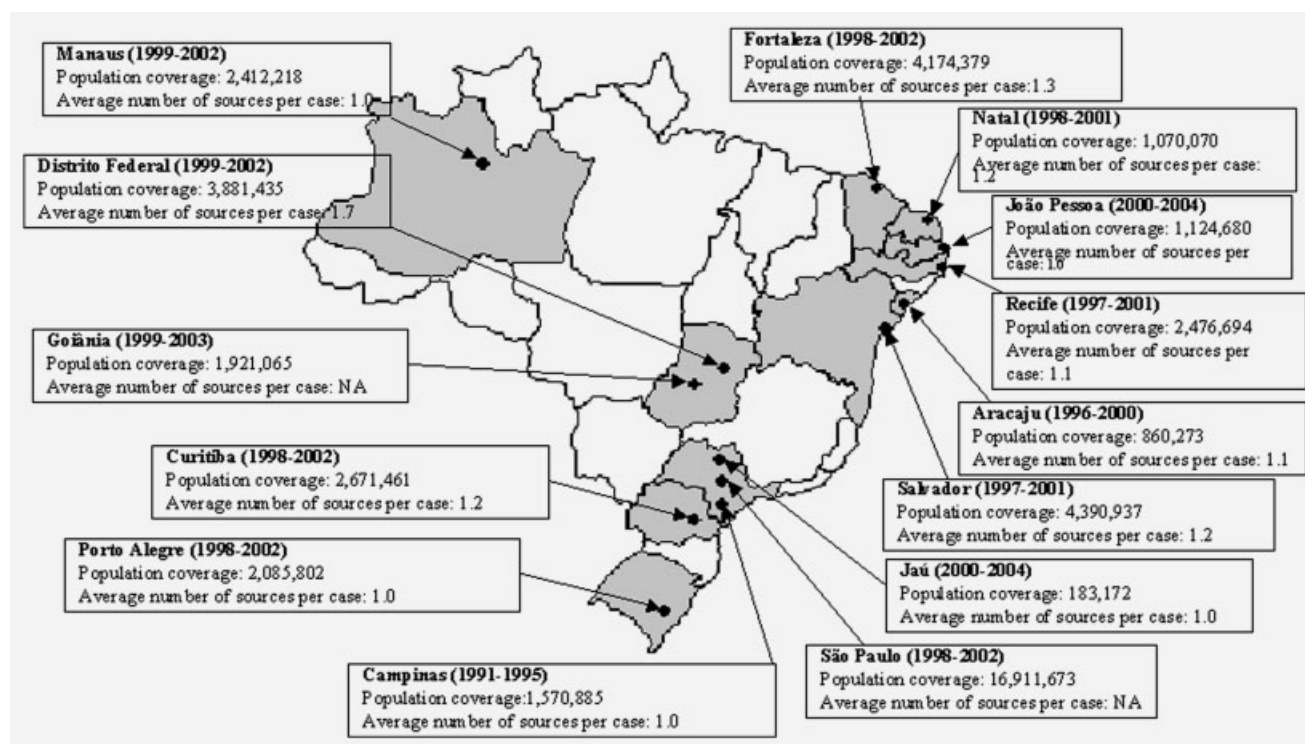 Manaus (1999-2002)
Population coverage: 2,412,218
Average number of sources per case: 1.0
Distrito Federal (1999-2002)
Population coverage: 3,881,435
Average number of sources per case: 1.7
Goiânia (1999-2003)
Population coverage: 1,921,065
Average number of sources per case: NA
Curitiba (1998-2002)
Population coverage: 2,671,461
Average number of sources per case: 1.2
Porto Alegre (1998-2002)
Population coverage: 2,085,802
Average number of sources per case: 1.0
Campinas (1991-1995)
Population coverage:1,570,885
Average number of sources per case: 1.0
Fortaleza (1998-2002)
Population coverage: 4,174,379
Average number of sources per case:1.3
Natal (1998-2001)
Population coverage: 1,070,070
Average number of sources per case:
1.2
João Pessoa (2000-2004)
Population coverage: 1,124,680
Average number of sources per
case:
Recife (1997-2001)
Population coverage: 2,476,694
Average number of sources per
case: 1.1
Aracaju (1996-2000)
Population coverage: 860,273
Average number of sources per case: 1.1
Salvador (1997-2001)
Population coverage: 4,390,937
Average number of sources per case: 1.2
Jaú (2000-2004)
Population coverage: 183,172
Average number of sources per case: 1.0
São Paulo (1998-2002)
Population coverage: 16,911,673
Average number of sources per case: NA